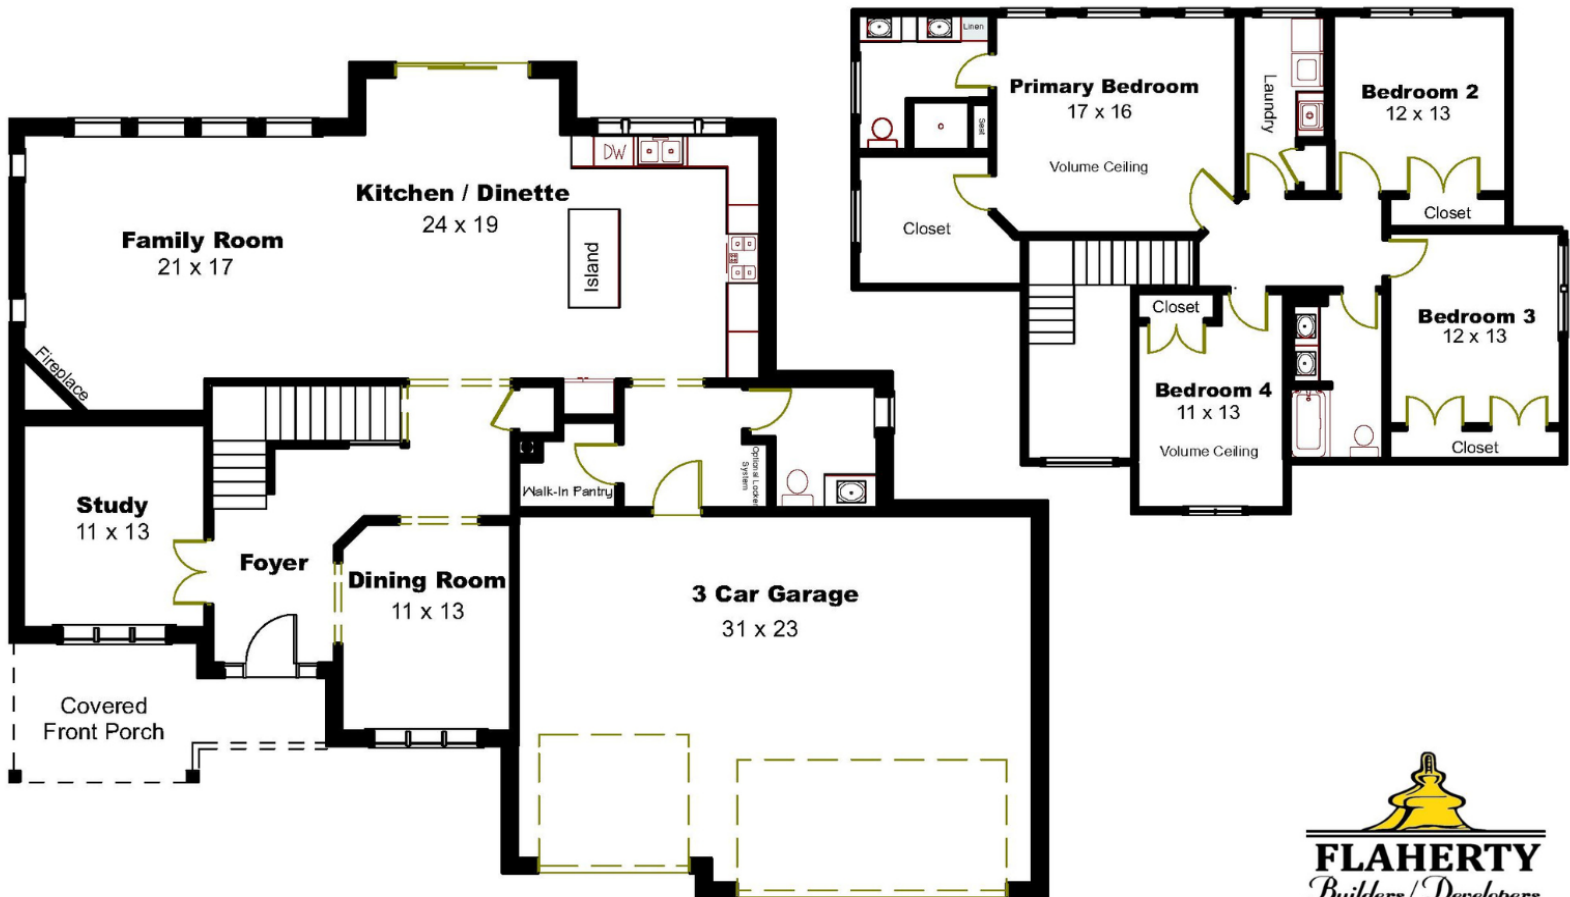 Family Room
21 x 17
Fireplace
Kitchen / Dinette
24 x 19
DW
Island
Study
11 x 13
Foyer
Dining Room
11 x 13
Walk-In Pantry
Optional Locker
System
3 Car Garage
31 x 23
Covered
Front Porch
Linen
Seat
Primary Bedroom
17 x 16
Volume Ceiling
Closet
Laundry
Bedroom 2
12 x 13
Closet
Bedroom 3
12 x 13
Closet
Closet
Bedroom 4
11 x 13
Volume Ceiling
FLAHERTY
Builders/Developers